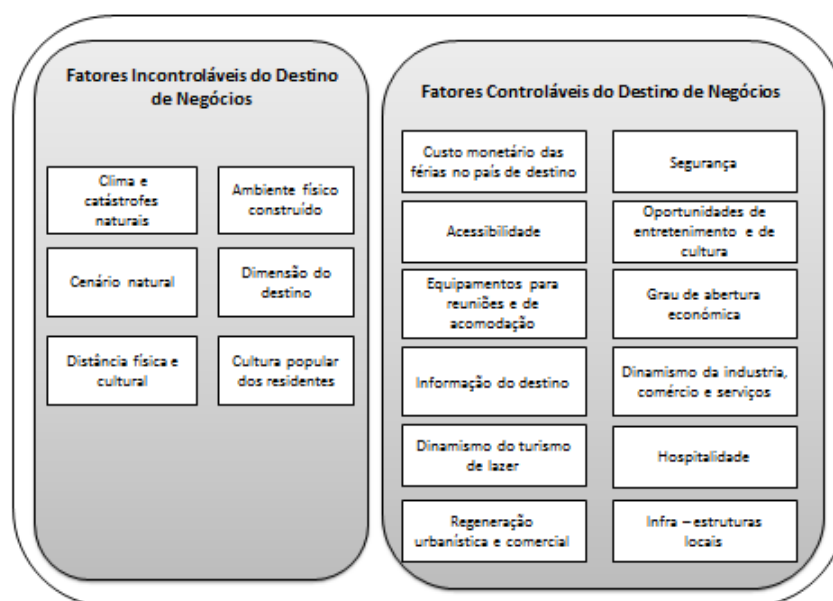 Fatores Incontroláveis do Destino
de Negócios
Clima e
catástrofes
naturais
Ambiente físico
construído
Cenário natural
Dimensão do
destino
Distância física e
cultural
Cultura popular
dos residentes
Fatores Controláveis do Destino de Negócios
Custo monetário das
férias no país de destino
Segurança
Acessibilidade
Oportunidades de
entretenimento e de
cultura
Equipamentos para
reuniões e de
acomodação
Grau de abertura
económica
Informação do destino
Dinamismo da industria,
comércio e serviços
Dinamismo do turismo
de lazer
Hospitalidade
Regeneração
urbanística e comercial
Infra – estruturas
locais